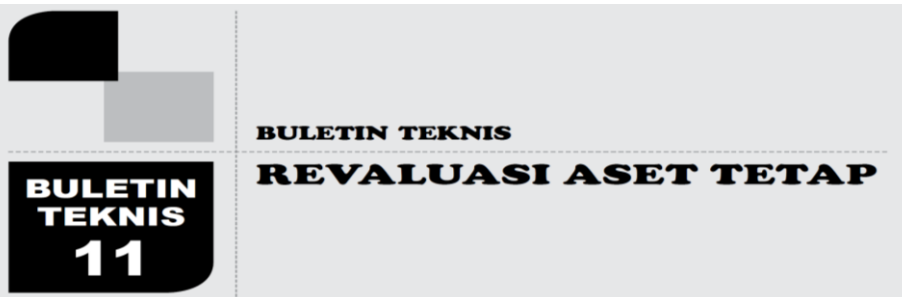 BULETIN TEKNIS
REVALUASI ASET TETAP
BULETIN
TEKNIS
11